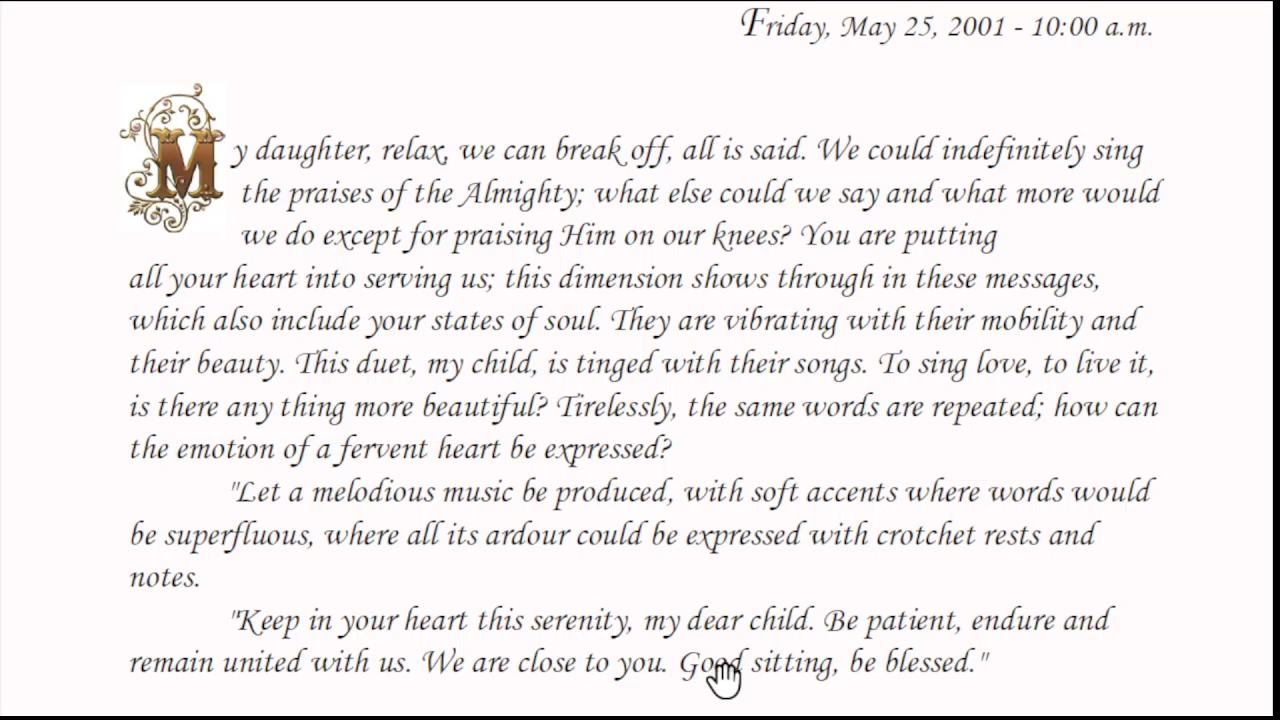 Friday, May 25, 2001 - 10:00 a.m.
My daughter, relax, we can break off, all is said. We could indefinitely sing
the praises of the Almighty; what else could we say and what more would
we do except for praising Him on our knees? You are putting
all your heart into serving us; this dimension shows through in these messages,
which also include your states of soul. They are vibrating with their mobility and
their beauty. This duet, my child, is tinged with their songs. To sing love, to live it,
is there any thing more beautiful? Tirelessly, the same words are repeated; how can
the emotion of a fervent heart be expressed?
"Let a melodious music be produced, with soft accents where words would
be superfluous, where all its ardour could be expressed with crotchet rests and
notes.
"Keep in your heart this serenity, my dear child. Be patient, endure and
remain united with us. We are close to you. Good sitting, be blessed."